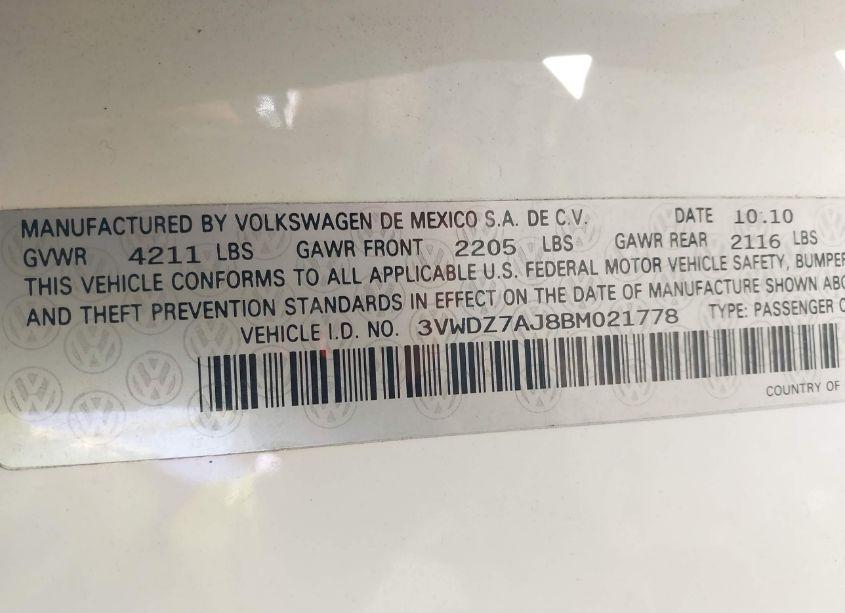 MANUFACTURED BY VOLKSWAGEN DE MEXICO S.A. DE C.V. DATE 10.10
GVWR 4211 LBS GAWR FRONT 2205 LBS GAWR REAR 2116 LBS
THIS VEHICLE CONFORMS TO ALL APPLICABLE U.S. FEDERAL MOTOR VEHICLE SAFETY, BUMPER
AND THEFT PREVENTION STANDARDS IN EFFECT ON THE DATE OF MANUFACTURE SHOWN
VEHICLE I.D. NO. 3VWDZ7AJ8BM021778 TYPE: PASSENGER
COUNTRY OF